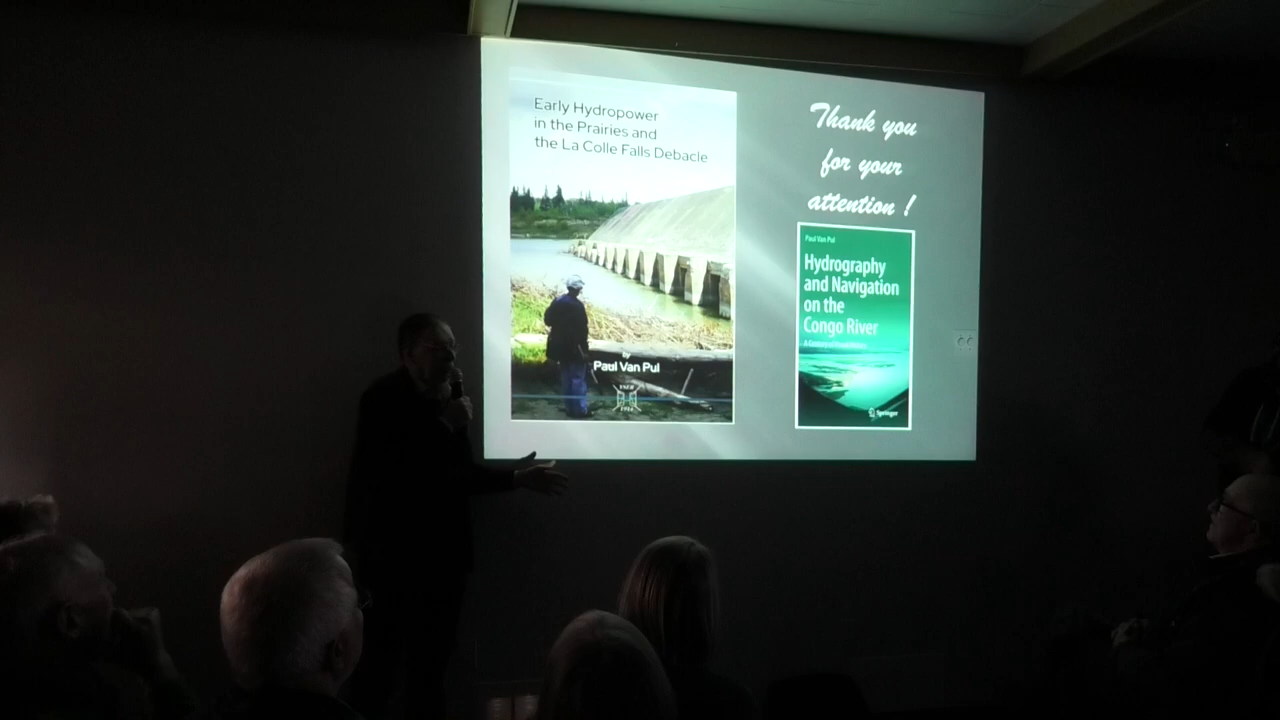 Early Hydropower
in the Prairies and
the La Colle Falls Debacle
by
Paul Van Pul
1914
Thank you
for your
attention !
Paul Van Pul
Hydrography
and Navigation
on the
Congo River
Springer